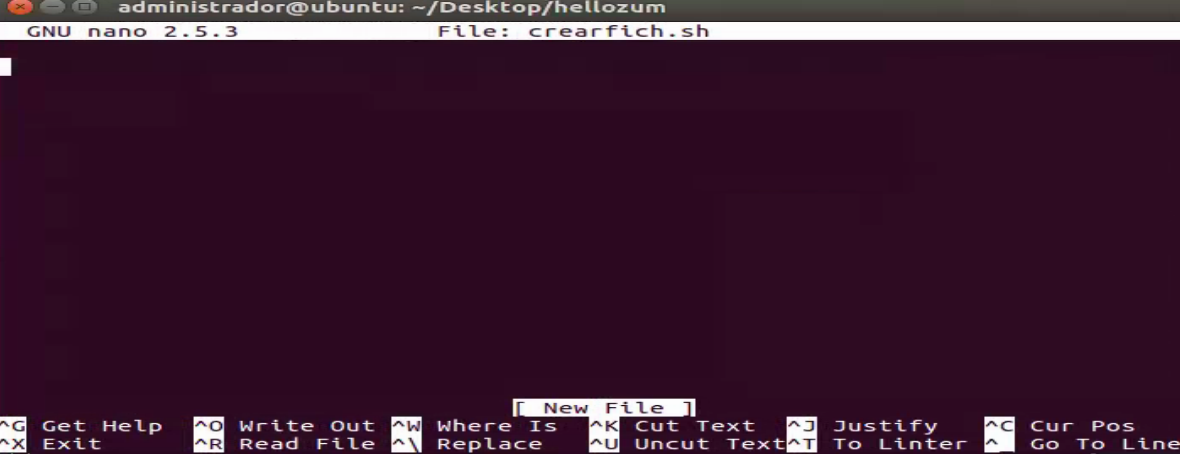 administrador@ubuntu: ~/Desktop/hellozum
GNU nano 2.5.3 File: crearfich.sh
[ New File ]
^G Get Help ^O Write Out ^W Where Is ^K Cut Text ^J Justify ^C Cur Pos
^X Exit ^R Read File ^\ Replace ^U Uncut Text ^T To Linter ^_ Go To Line